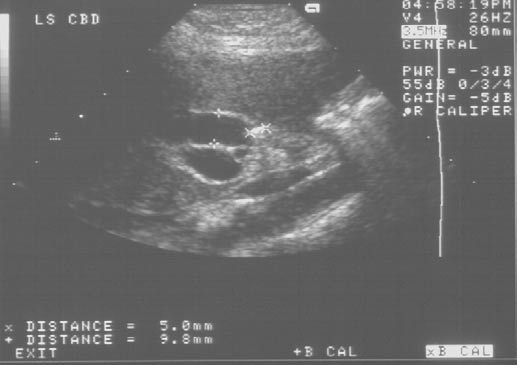 LS CBD
04:58:19PM
V4 26HZ
3.5MHz 80mm
GENERAL
PWR = -3dB
55dB 0/3/4
GAIN= -5dB
R CALIPER
x DISTANCE = 5.0mm
+ DISTANCE = 9.8mm
EXIT +B CAL xB CAL